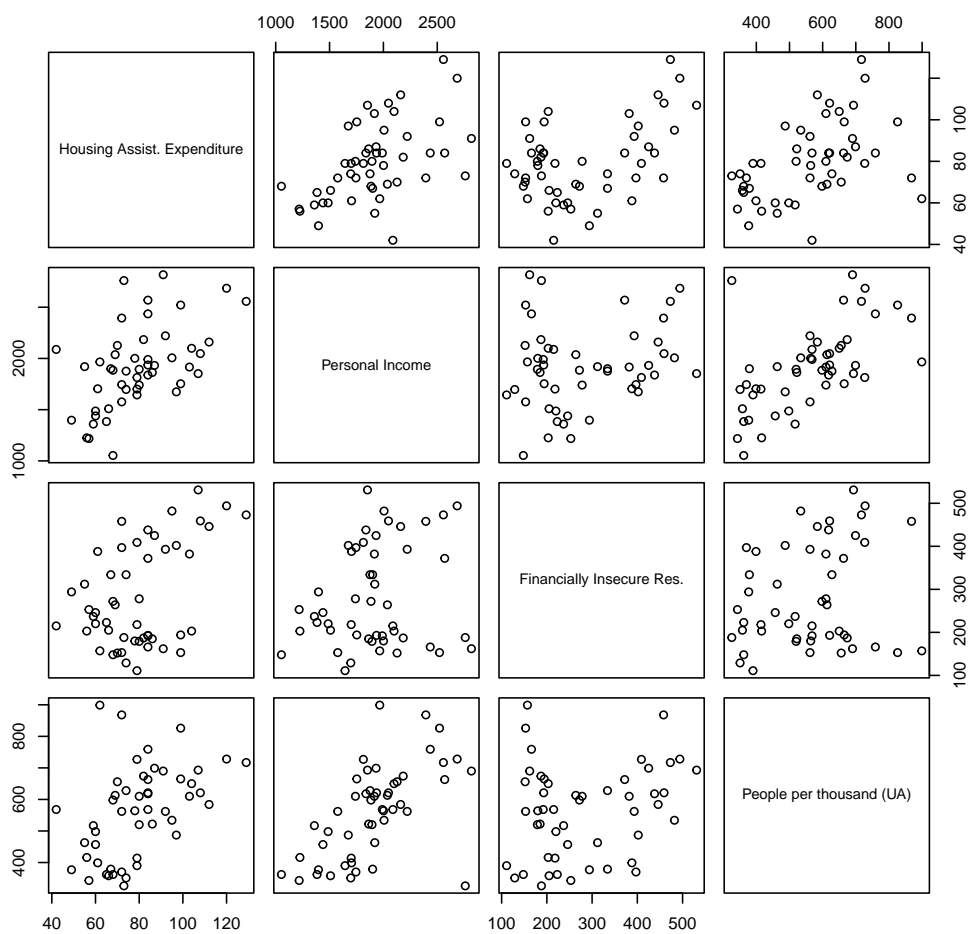 1000 1500 2000 2500
400 600 800
Housing Assist. Expenditure
40 60 80 100
1000 2000
Personal Income
Financially Insecure Res.
100 200 300 400 500
400 600 800
People per thousand (UA)
40 60 80 100 120
100 200 300 400 500